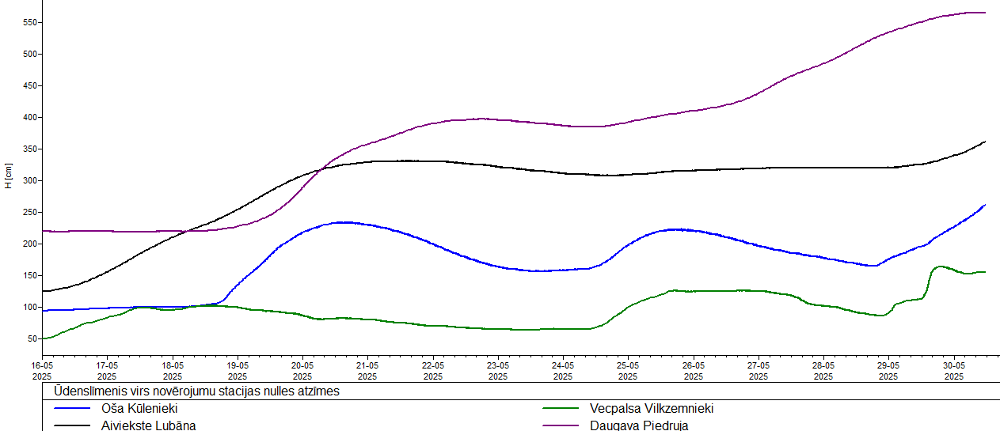 550
500
450
400
350
300
250
200
150
100
50
H [cm]
16-05 17-05 18-05 19-05 20-05 21-05 22-05 23-05 24-05 25-05 26-05 27-05 28-05 29-05 30-05
2025 2025 2025 2025 2025 2025 2025 2025 2025 2025 2025 2025 2025 2025 2025
Ūdenslīmenis virs novērojumu stacijas nulles atzīmes
Oša Kūlenieki Vecpalsa Vilkzemnieki
Aiviekste Lubāna Daugava Piedruja